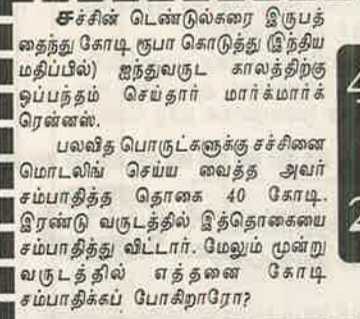 சச்சின் டெண்டுல்கரை இருபத்
தைந்து கோடி ரூபா கொடுத்து (இந்திய
மதிப்பில்) ஐந்துவருட காலத்திற்கு
ஒப்பந்தம் செய்தார் மார்க்மார்க்
ரென்னஸ்.
பலவித பொருட்களுக்கு சச்சினை
மொடலிங் செய்ய வைத்த அவர்
சம்பாதித்த தொகை 40 கோடி.
இரண்டு வருடத்தில் இத்தொகையை
சம்பாதித்து விட்டார். மேலும் மூன்று
வருடத்தில் எத்தனை கோடி
சம்பாதிக்கப் போகிறாரோ?